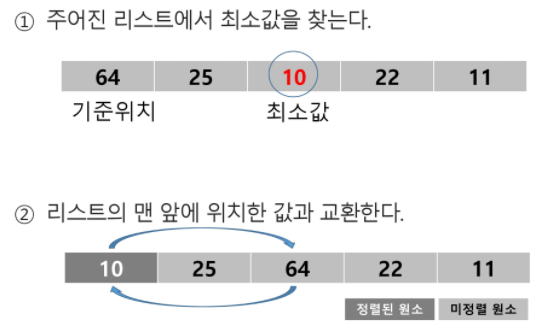 ① 주어진 리스트에서 최소값을 찾는다.
64 25 10 22 11
기준위치 최소값
② 리스트의 맨 앞에 위치한 값과 교환한다.
10 25 64 22 11
정렬된 원소 미정렬 원소